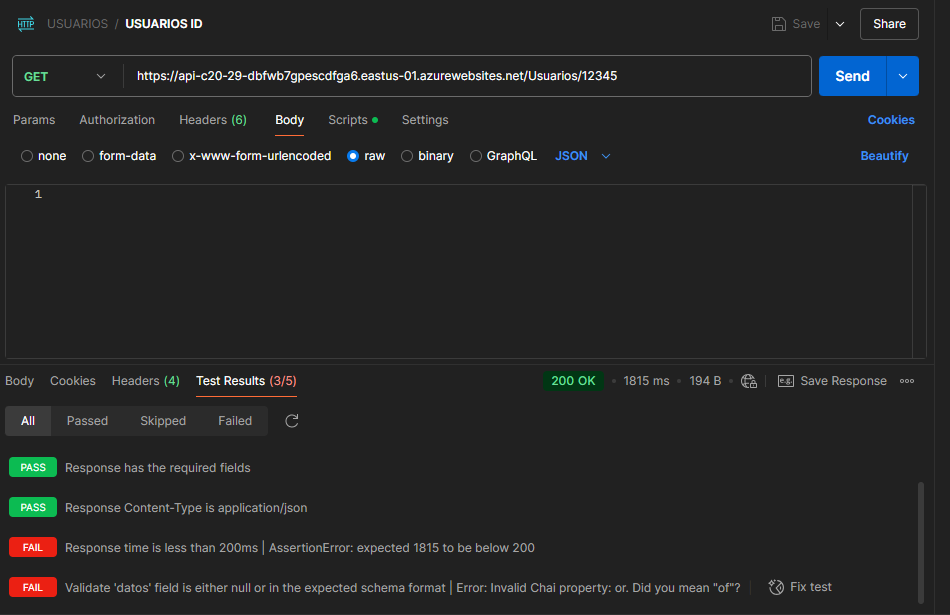 HTTP USUARIOS / USUARIOS ID Save Share
GET https://api-c20-29-dbfwb7gpescdfga6.eastus-01.azurewebsites.net/Usuarios/12345 Send
Params Authorization Headers (6) Body Scripts Settings Cookies
none form-data x-www-form-urlencoded raw binary GraphQL JSON Beautify
1
Body Cookies Headers (4) Test Results (3/5) 200 OK • 1815 ms • 194 B • e.g. Save Response
All Passed Skipped Failed
PASS Response has the required fields
PASS Response Content-Type is application/json
FAIL Response time is less than 200ms | AssertionError: expected 1815 to be below 200
FAIL Validate 'datos' field is either null or in the expected schema format | Error: Invalid Chai property: or. Did you mean "of"? Fix test